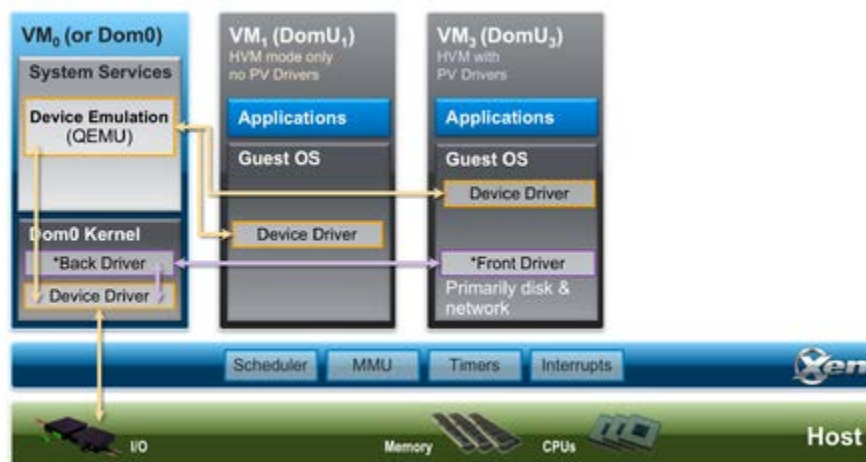 VM0 (or Dom0)
System Services
Device Emulation
(QEMU)
Dom0 Kernel
*Back Driver
Device Driver
VM1 (DomU1)
HVM mode only
no PV Drivers
Applications
Guest OS
Device Driver
VM3 (DomU3)
HVM with
PV Drivers
Applications
Guest OS
Device Driver
*Front Driver
Primarily disk &
network
Scheduler
MMU
Timers
Interrupts
Xen
I/O
Memory
CPUs
Host